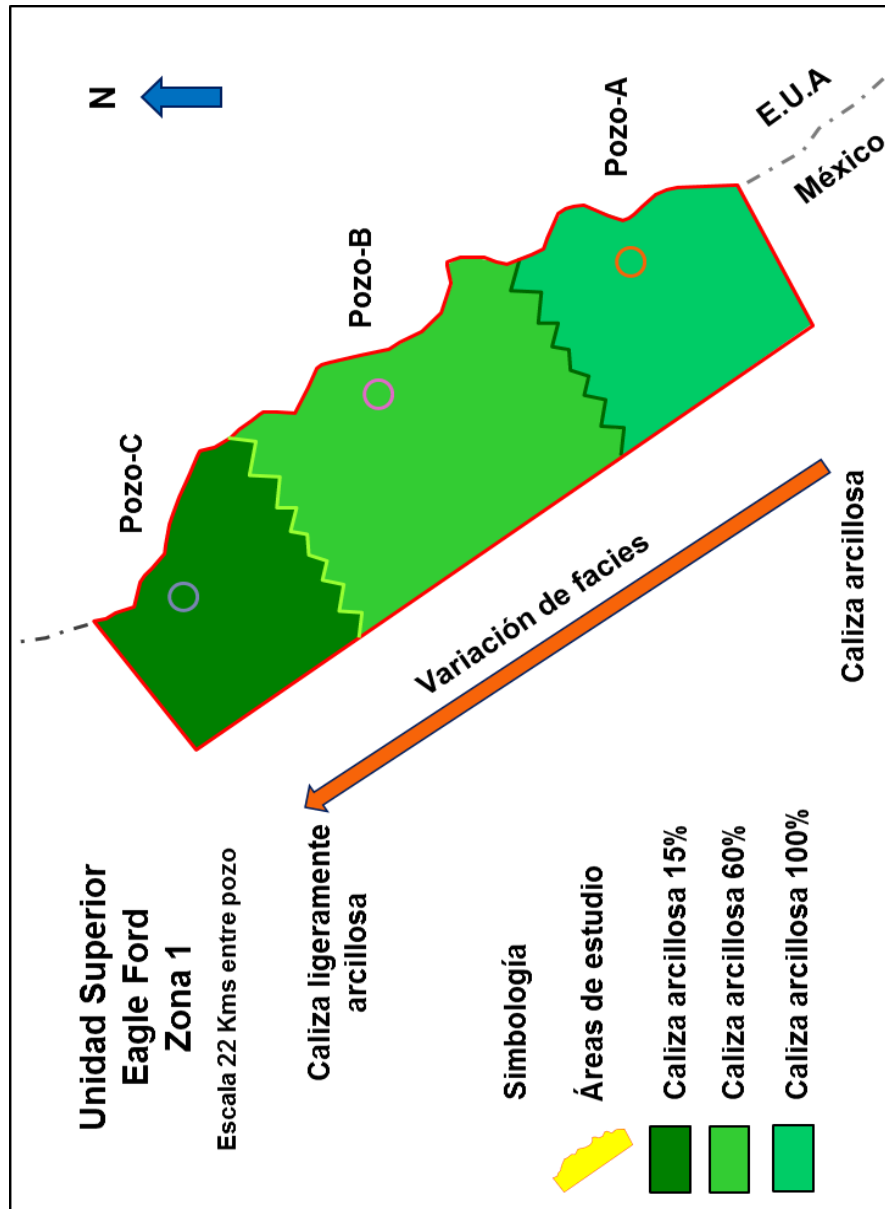 Unidad Superior
Eagle Ford
Zona 1
Escala 22 Kms entre pozo
Caliza ligeramente
arcillosa
Simbología
Áreas de estudio
Caliza arcillosa 15%
Caliza arcillosa 60%
Caliza arcillosa 100%
N
Pozo-C
Pozo-B
Pozo-A
E.U.A
México
Variación de facies
Caliza arcillosa